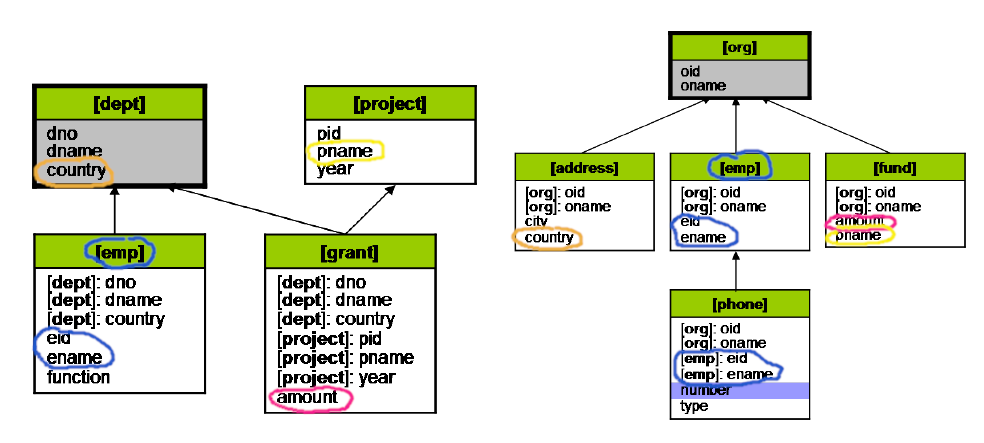 [dept]
dno
dname
country
[project]
pid
pname
year
[emp]
[dept]: dno
[dept]: dname
[dept]: country
eid
ename
function
[grant]
[dept]: dno
[dept]: dname
[dept]: country
[project]: pid
[project]: pname
[project]: year
amount
[org]
oid
oname
[address]
[org]: oid
[org]: oname
city
country
[emp]
[org]: oid
[org]: oname
eid
ename
[fund]
[org]: oid
[org]: oname
amount
pname
[phone]
[org]: oid
[org]: oname
[emp]: eid
[emp]: ename
number
type